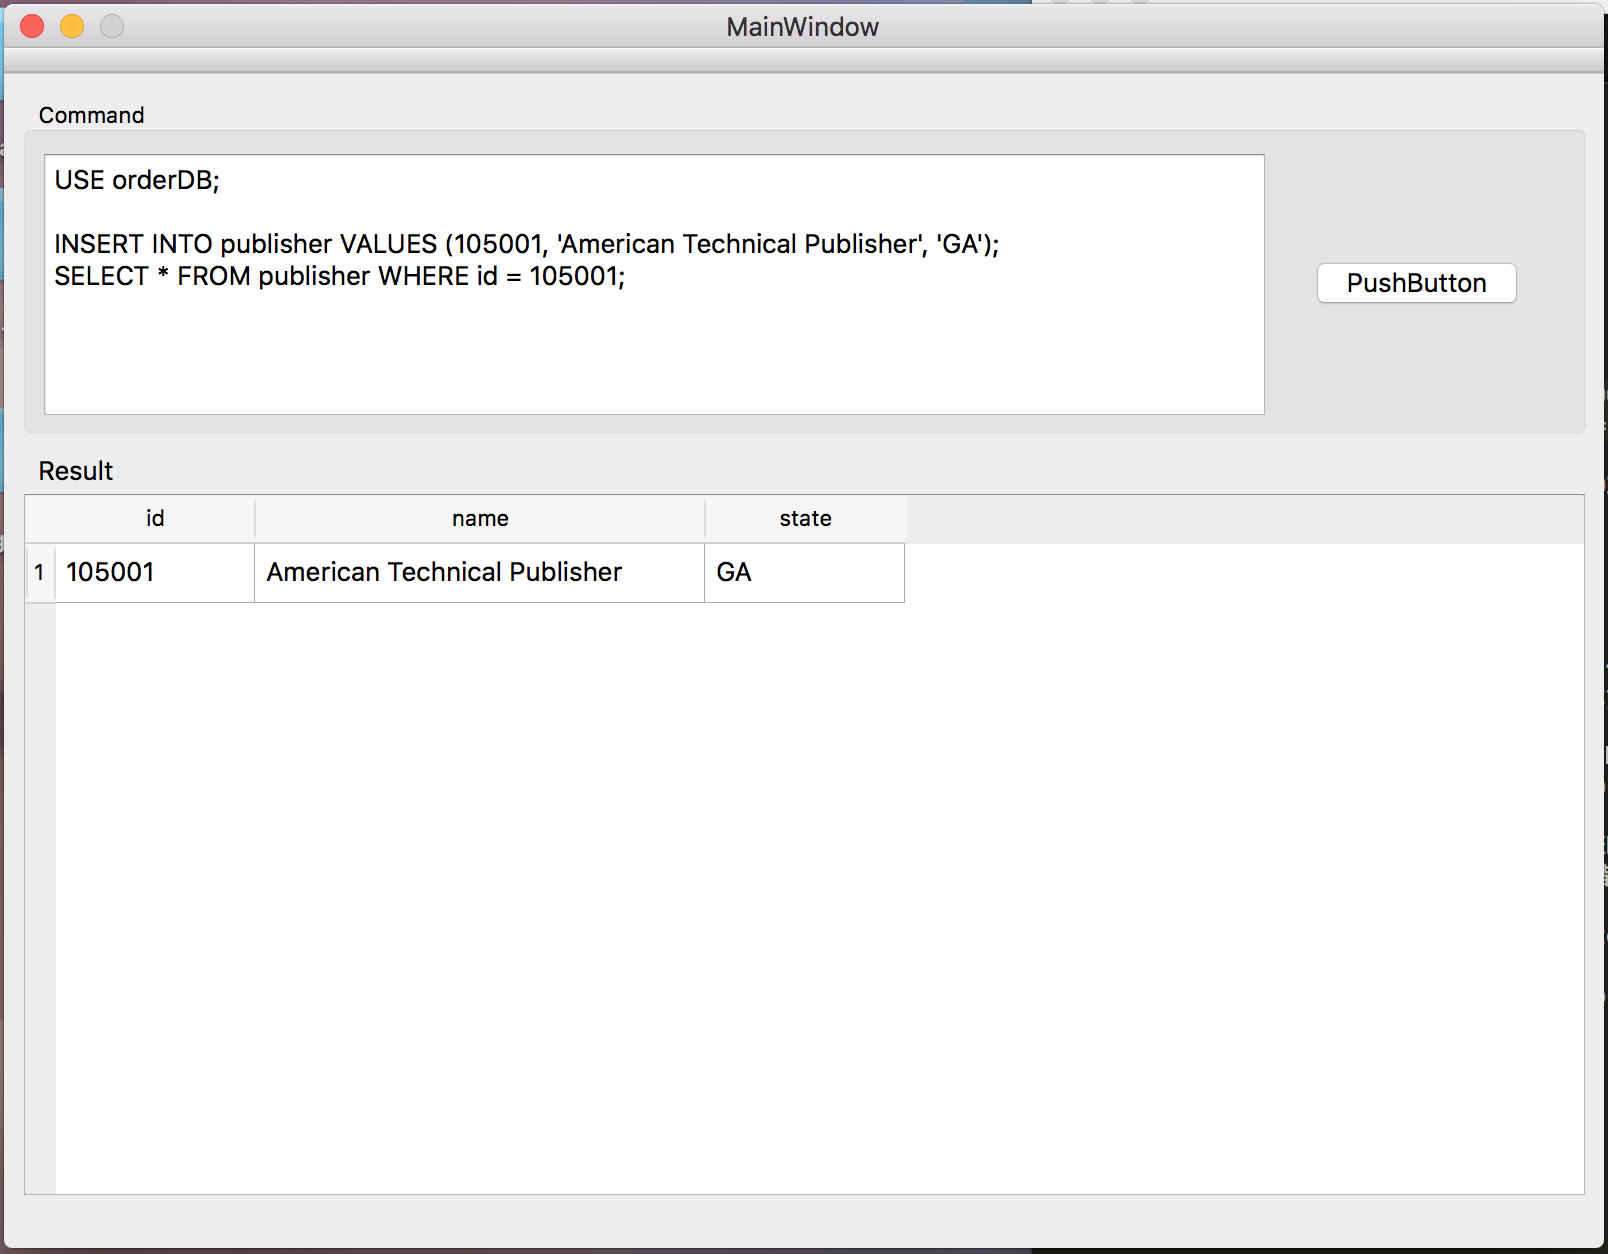 MainWindow
Command
USE orderDB;
INSERT INTO publisher VALUES (105001, 'American Technical Publisher', 'GA');
SELECT * FROM publisher WHERE id = 105001;
PushButton
Result
id name state
1 105001 American Technical Publisher GA